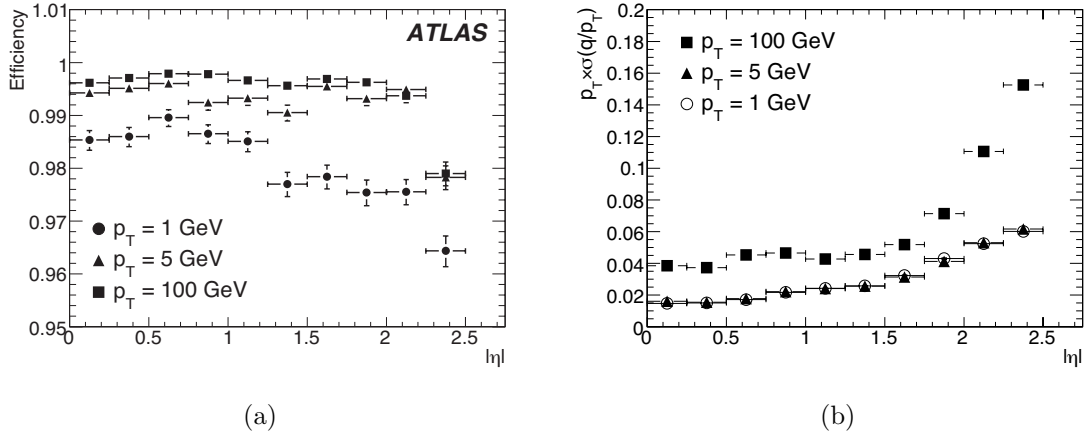 Efficiency
1.01
1
0.99
0.98
0.97
0.96
0.95
ATLAS
p_T = 1 GeV
p_T = 5 GeV
p_T = 100 GeV
0 0.5 1 1.5 2 2.5
|η|
(a)
p_T×σ(q/p_T)
0.2
0.18
0.16
0.14
0.12
0.1
0.08
0.06
0.04
0.02
0
p_T = 100 GeV
p_T = 5 GeV
p_T = 1 GeV
0 0.5 1 1.5 2 2.5
|η|
(b)